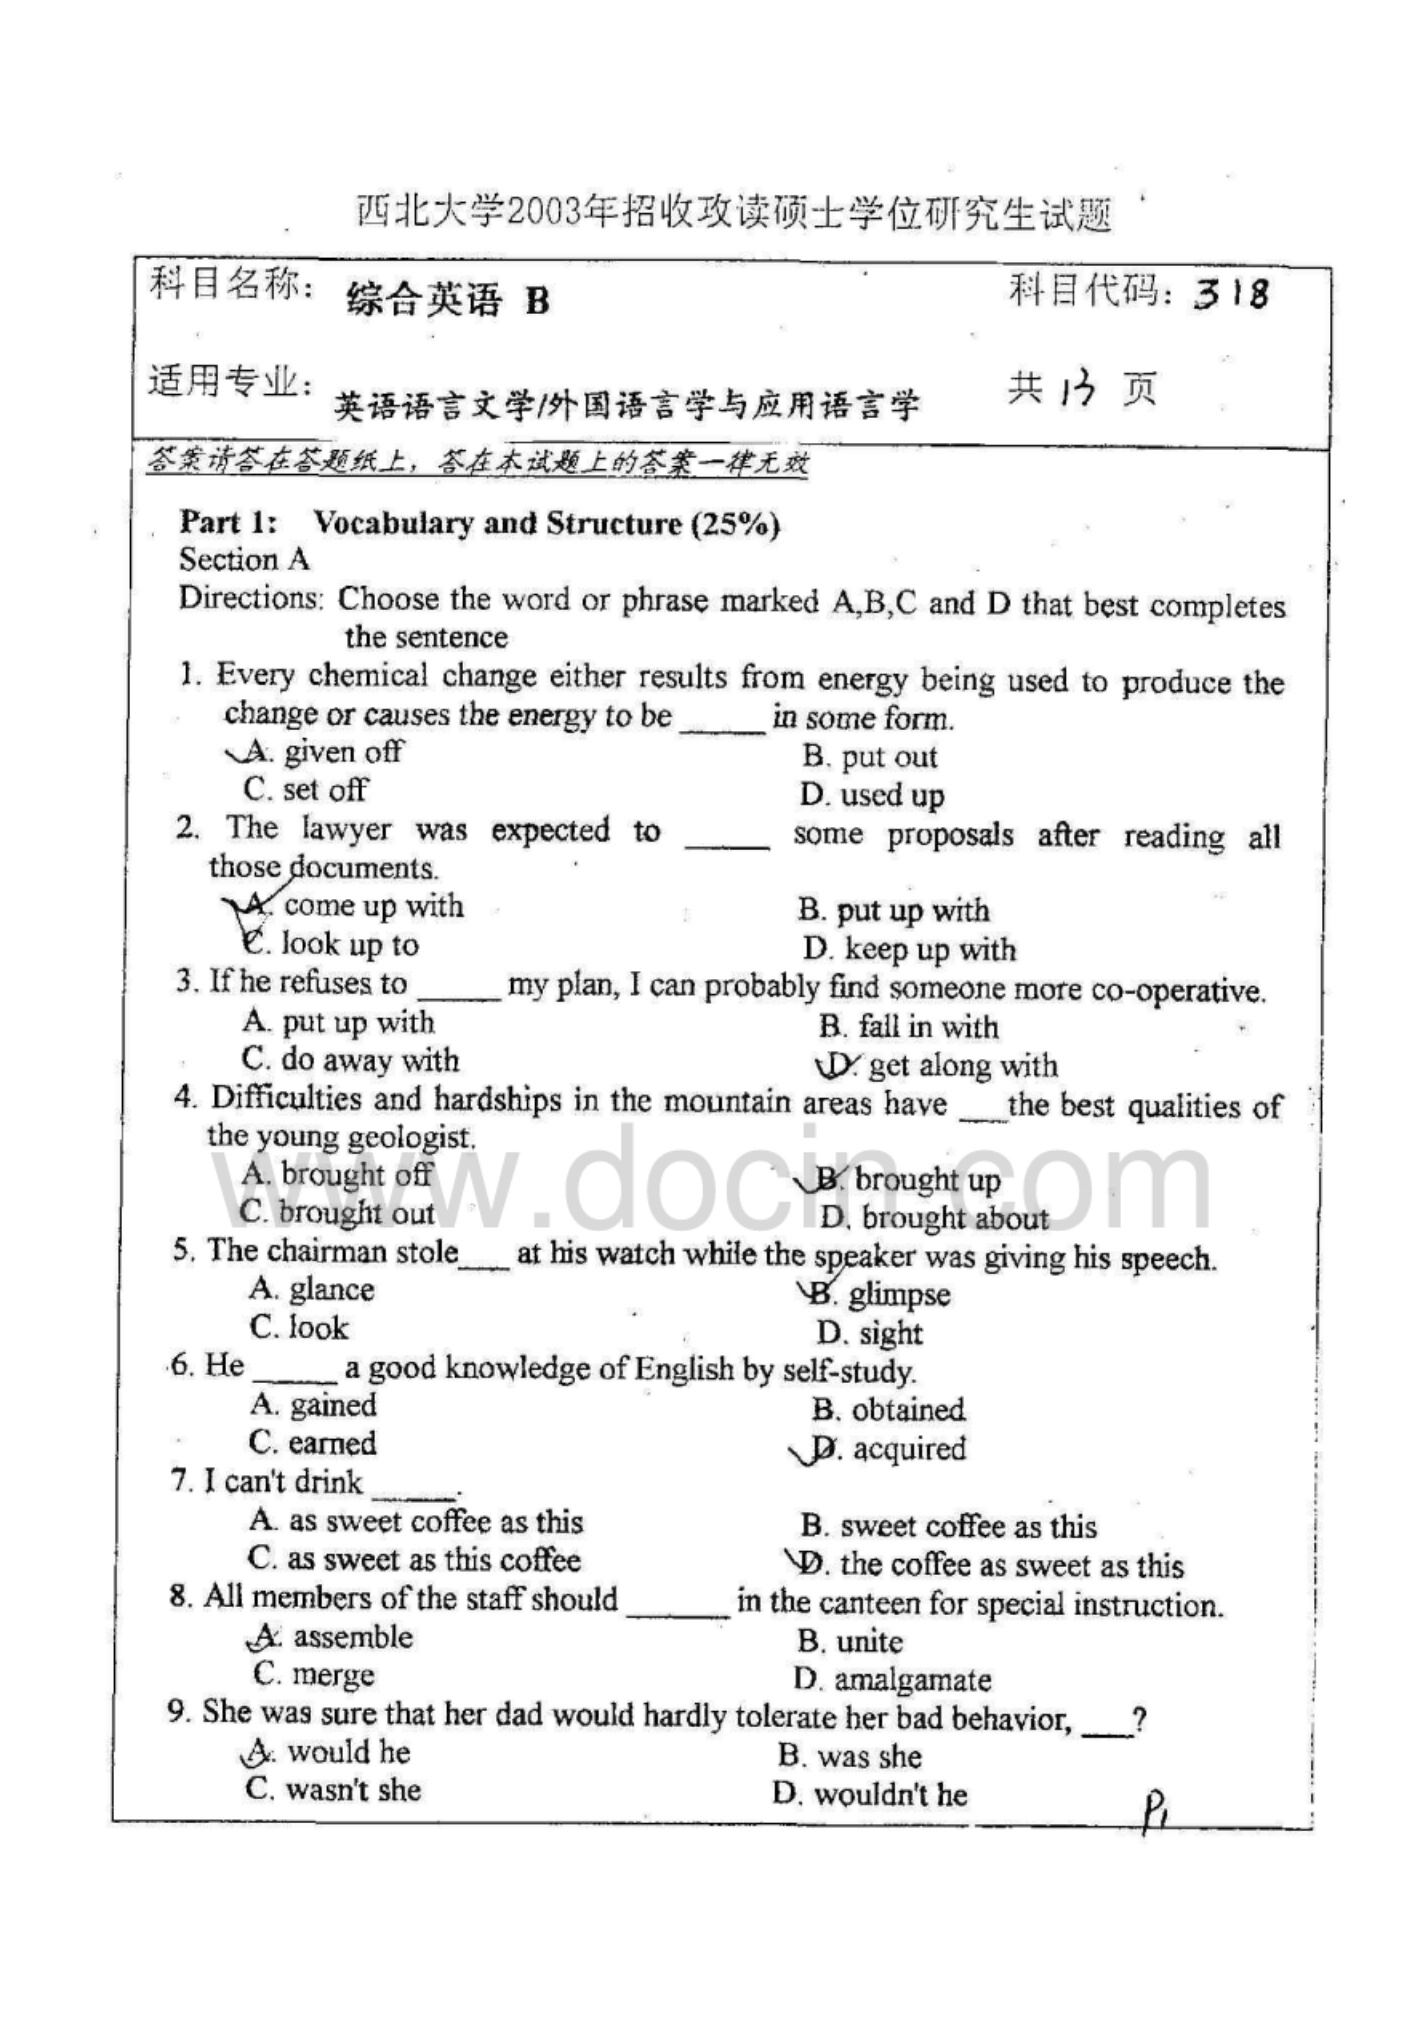 西北大学2003年招收攻读硕士学位研究生试题
科目名称: 综合英语 B 科目代码: 318
适用专业: 英语语言文学/外国语言学与应用语言学 共 13 页
答案请答在答题纸上，答在本试题上的答案一律无效
Part 1: Vocabulary and Structure (25%)
Section A
Directions: Choose the word or phrase marked A,B,C and D that best completes
the sentence
1. Every chemical change either results from energy being used to produce the
change or causes the energy to be _____ in some form.
A. given off B. put out
C. set off D. used up
2. The lawyer was expected to _____ some proposals after reading all
those documents.
A. come up with B. put up with
C. look up to D. keep up with
3. If he refuses to _____ my plan, I can probably find someone more co-operative.
A. put up with B. fall in with
C. do away with D. get along with
4. Difficulties and hardships in the mountain areas have ___the best qualities of
the young geologist.
A. brought off B. brought up
C. brought out D. brought about
www.docin.com
5. The chairman stole___ at his watch while the speaker was giving his speech.
A. glance B. glimpse
C. look D. sight
6. He _____ a good knowledge of English by self-study.
A. gained B. obtained
C. earned D. acquired
7. I can't drink _____.
A. as sweet coffee as this B. sweet coffee as this
C. as sweet as this coffee D. the coffee as sweet as this
8. All members of the staff should ______ in the canteen for special instruction.
A. assemble B. unite
C. merge D. amalgamate
9. She was sure that her dad would hardly tolerate her bad behavior, ___?
A. would he B. was she
C. wasn't she D. wouldn't he
P1